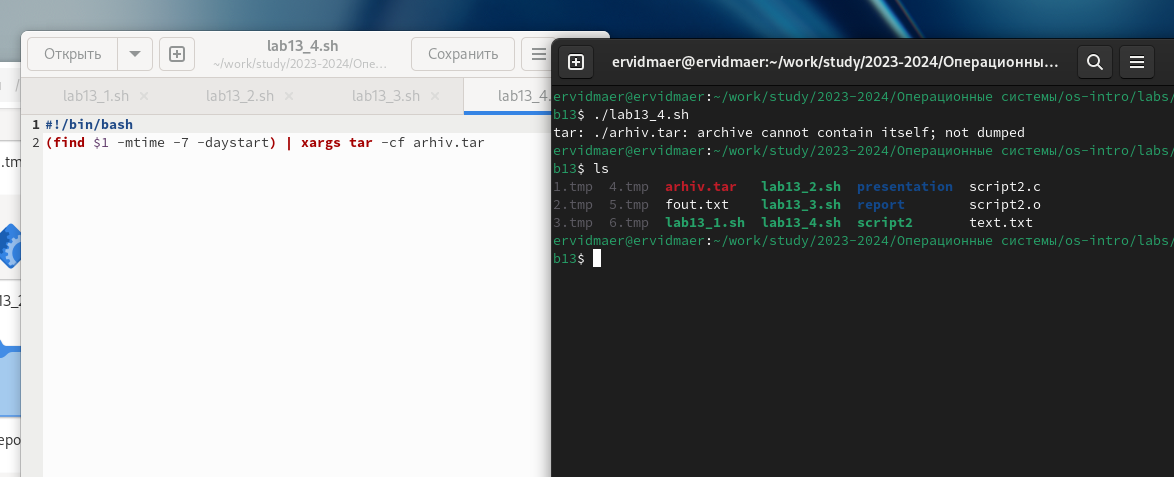 Открыть
lab13_4.sh
~/work/study/2023-2024/Опе...
Сохранить
lab13_1.sh ×
lab13_2.sh ×
lab13_3.sh ×
lab13_4.
1 #!/bin/bash
2 (find $1 -mtime -7 -daystart) | xargs tar -cf arhiv.tar
ervidmaer@ervidmaer:~/work/study/2023-2024/Операционны...
ervidmaer@ervidmaer:~/work/study/2023-2024/Операционные системы/os-intro/labs/
b13$ ./lab13_4.sh
tar: ./arhiv.tar: archive cannot contain itself; not dumped
ervidmaer@ervidmaer:~/work/study/2023-2024/Операционные системы/os-intro/labs/
b13$ ls
1.tmp 4.tmp arhiv.tar lab13_2.sh presentation script2.c
2.tmp 5.tmp fout.txt lab13_3.sh report script2.o
3.tmp 6.tmp lab13_1.sh lab13_4.sh script2 text.txt
ervidmaer@ervidmaer:~/work/study/2023-2024/Операционные системы/os-intro/labs/
b13$